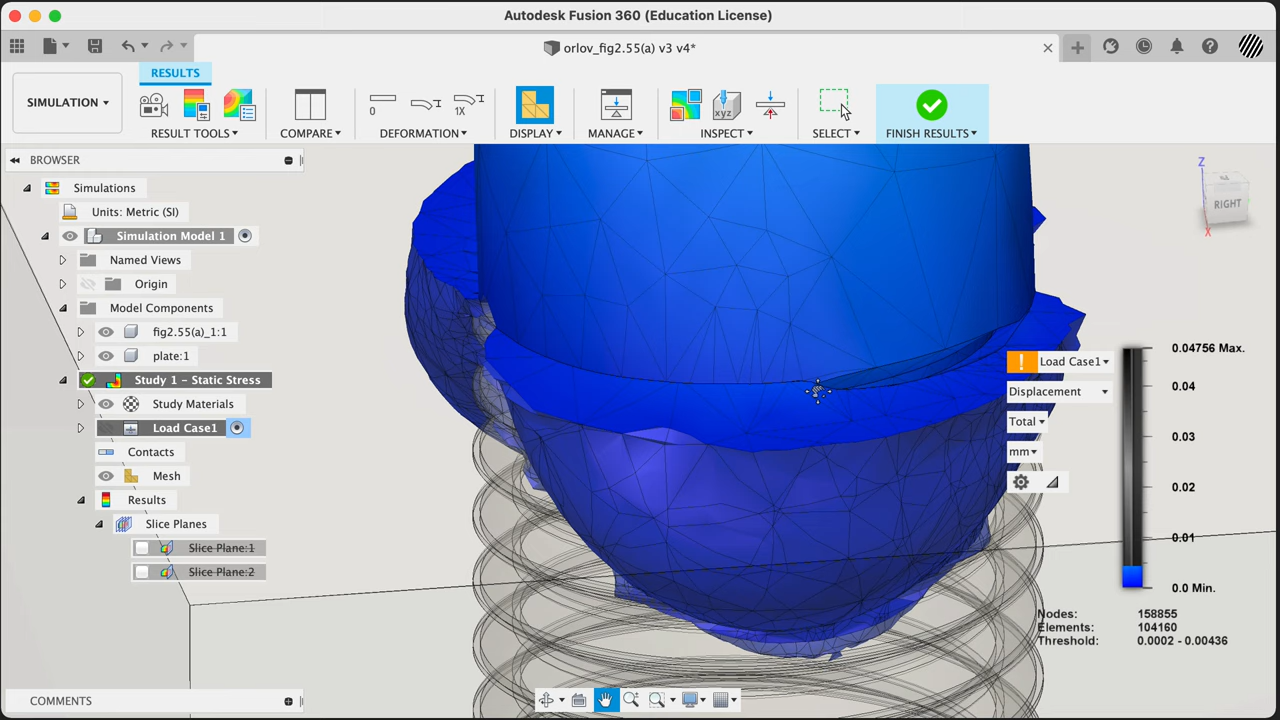 Autodesk Fusion 360 (Education License)
orlov_fig2.55(a) v3 v4*
RESULTS
SIMULATION
RESULT TOOLS
COMPARE
0
1X
DEFORMATION
DISPLAY
MANAGE
xyz
INSPECT
SELECT
FINISH RESULTS
BROWSER
Simulations
Units: Metric (SI)
Simulation Model 1
Named Views
Origin
Model Components
fig2.55(a)_1:1
plate:1
Study 1 - Static Stress
Study Materials
Load Case1
Contacts
Mesh
Results
Slice Planes
Slice Plane:1
Slice Plane:2
COMMENTS
Z
RIGHT
X
Load Case1
Displacement
Total
mm
0.04756 Max.
0.04
0.03
0.02
0.01
0.0 Min.
Nodes: 158855
Elements: 104160
Threshold: 0.0002 - 0.00436